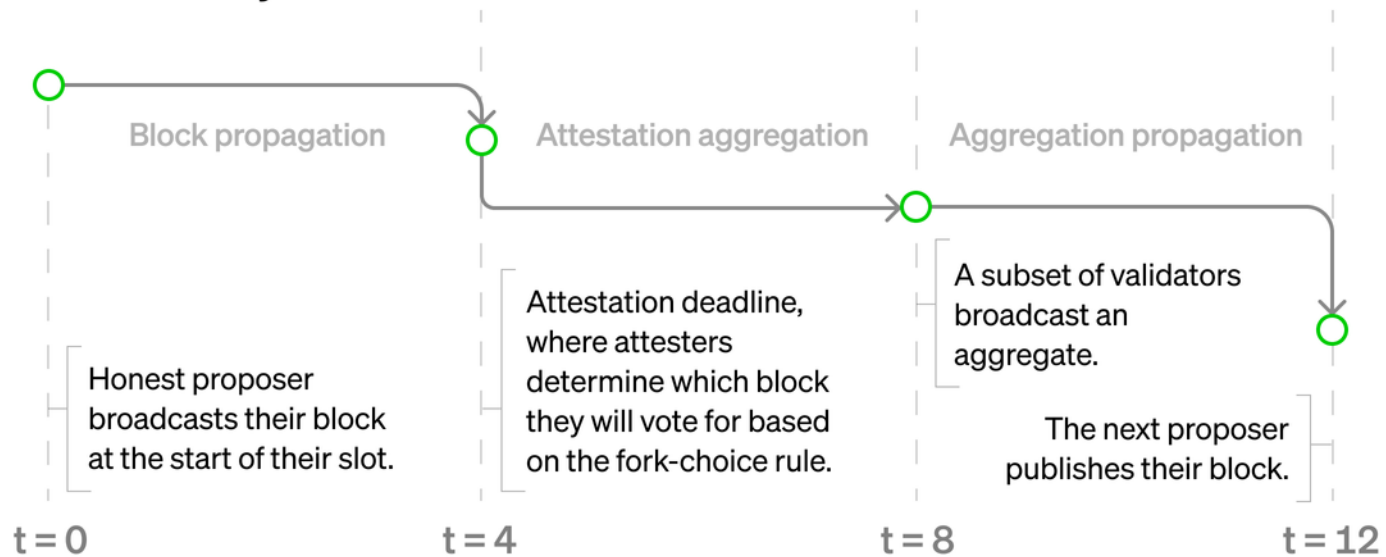 Block propagation
Attestation aggregation
Aggregation propagation
Honest proposer
broadcasts their block
at the start of their slot.
Attestation deadline,
where attesters
determine which block
they will vote for based
on the fork-choice rule.
A subset of validators
broadcast an
aggregate.
The next proposer
publishes their block.
t = 0
t = 4
t = 8
t = 12